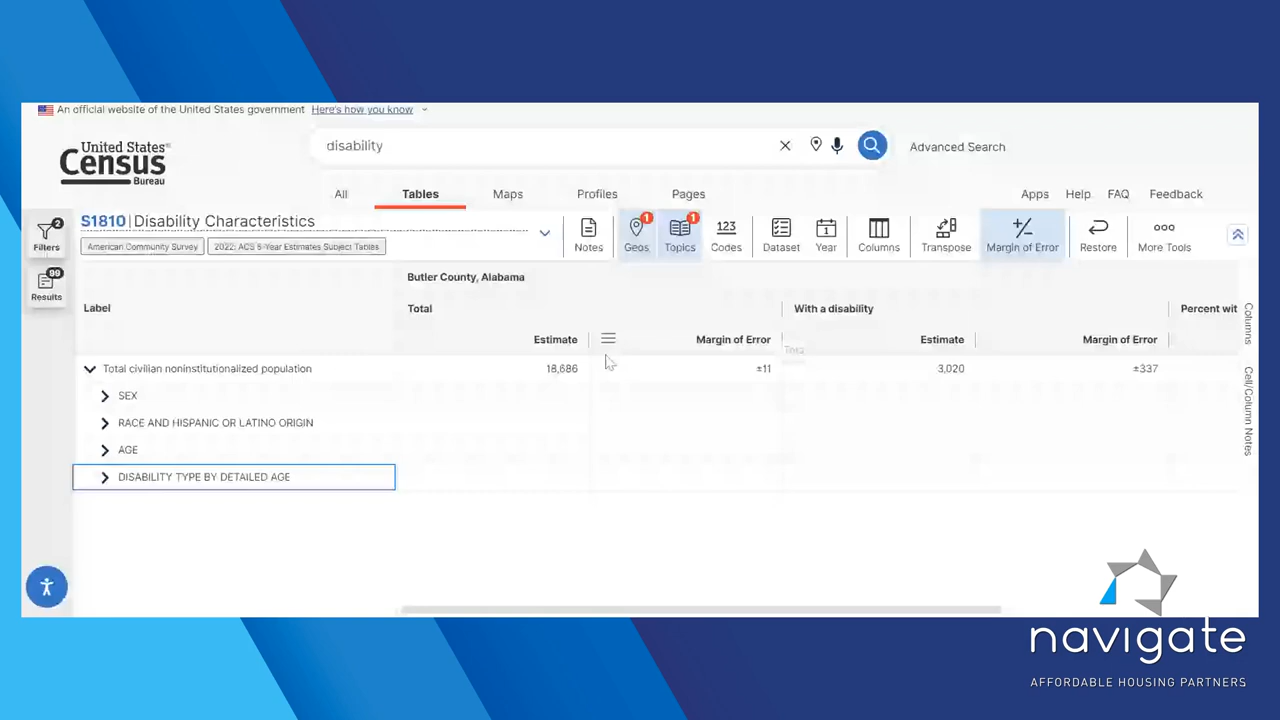 An official website of the United States government Here's how you know
United States®
Census
Bureau
disability
Advanced Search
All Tables Maps Profiles Pages
Apps Help FAQ Feedback
S1810 | Disability Characteristics
American Community Survey 2022: ACS 5-Year Estimates Subject Tables
2
Filters
99
Results
Notes
1
Geos
1
Topics
123
Codes
Dataset
Year
Columns
Transpose
+/-
Margin of Error
Restore
More Tools
Butler County, Alabama
Label Total With a disability Percent wit
Estimate Margin of Error Estimate Margin of Error
Total civilian noninstitutionalized population 18,686 ±11 3,020 ±337
SEX
RACE AND HISPANIC OR LATINO ORIGIN
AGE
DISABILITY TYPE BY DETAILED AGE
Columns
Cell/Column Notes
navigate
AFFORDABLE HOUSING PARTNERS